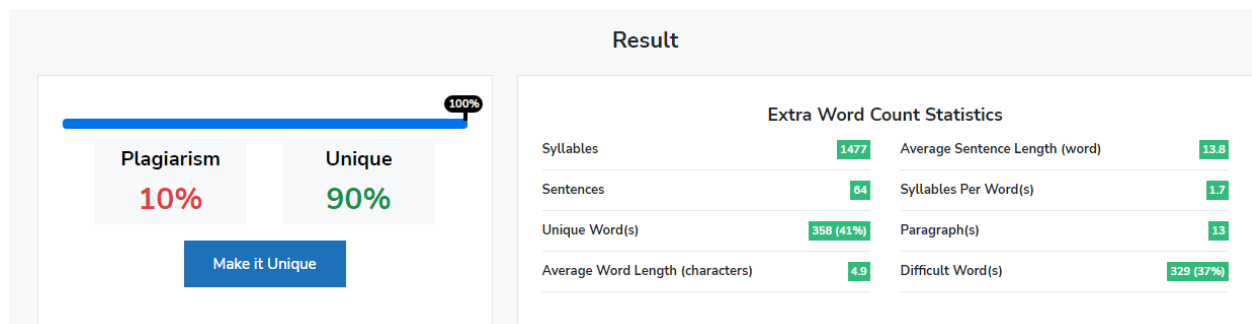 Result
100%
Plagiarism
10%
Unique
90%
Make it Unique
Extra Word Count Statistics
Syllables 1477
Average Sentence Length (word) 13.8
Sentences 64
Syllables Per Word(s) 1.7
Unique Word(s) 358 (41%)
Paragraph(s) 13
Average Word Length (characters) 4.9
Difficult Word(s) 329 (37%)